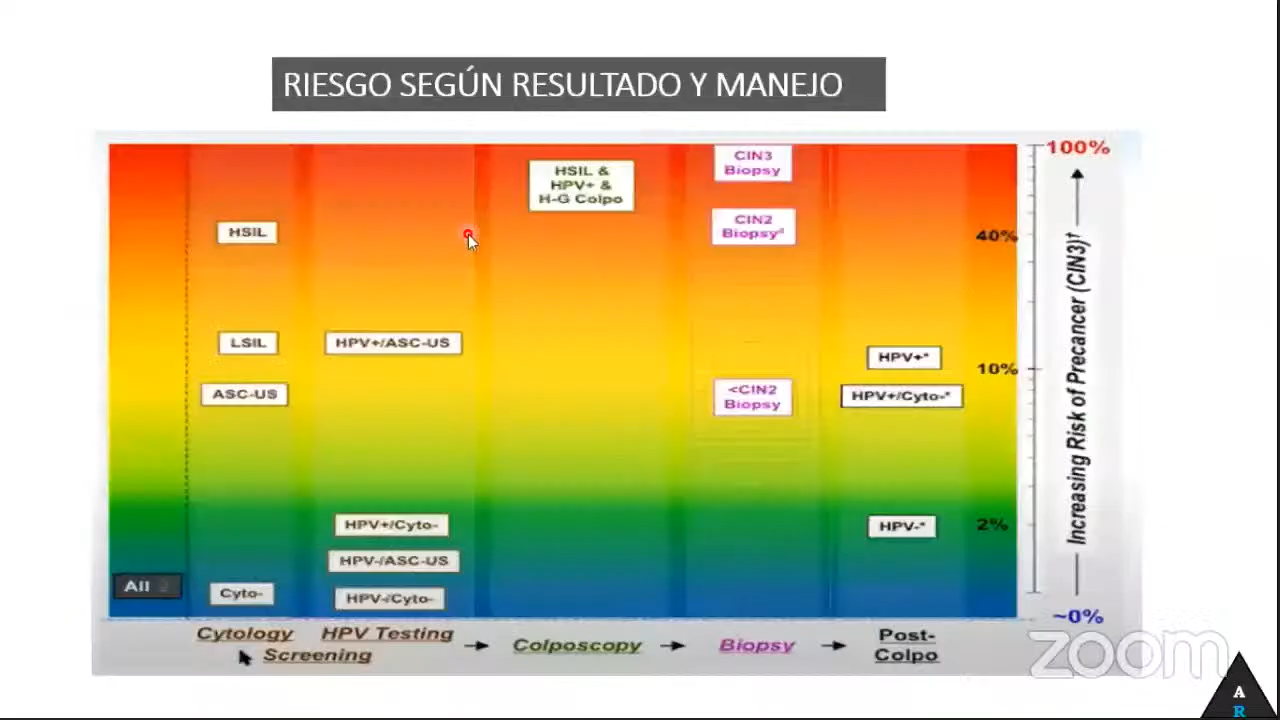 RIESGO SEGÚN RESULTADO Y MANEJO
CIN3
Biopsy
100%
HSIL &
HPV+ &
H-G Colpo
CIN2
Biopsy²
HSIL
40%
LSIL
HPV+/ASC-US
HPV+*
10%
ASC-US
<CIN2
Biopsy
HPV+/Cyto-*
Increasing Risk of Precancer (CIN3)†
HPV+/Cyto-
HPV-*
2%
HPV-/ASC-US
All
Cyto-
HPV-/Cyto-
~0%
Cytology
HPV Testing
Screening
Colposcopy
Biopsy
Post-
Colpo
zoom
A
R